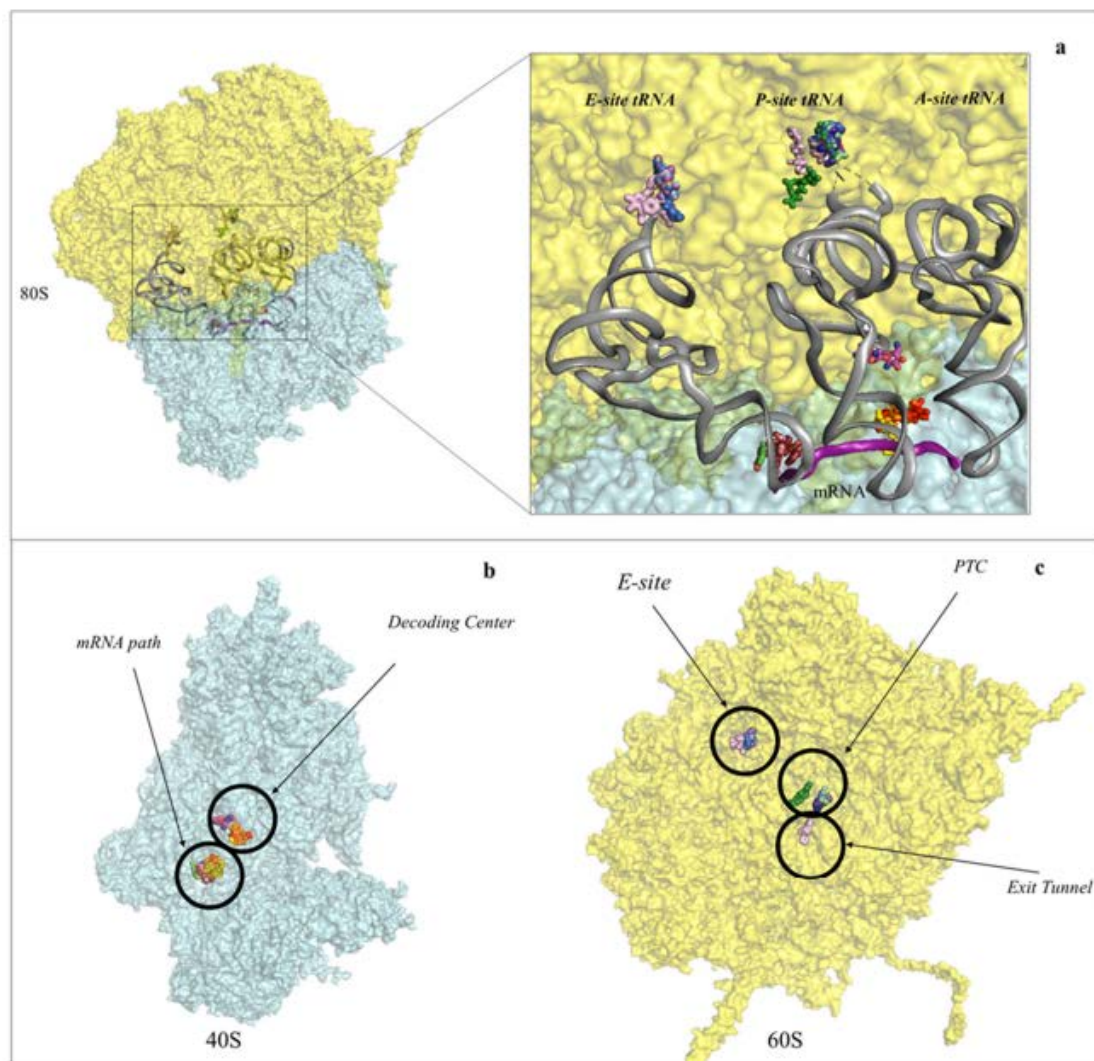 a
E-site tRNA
P-site tRNA
A-site tRNA
80S
mRNA
b
mRNA path
Decoding Center
40S
c
E-site
PTC
Exit Tunnel
60S